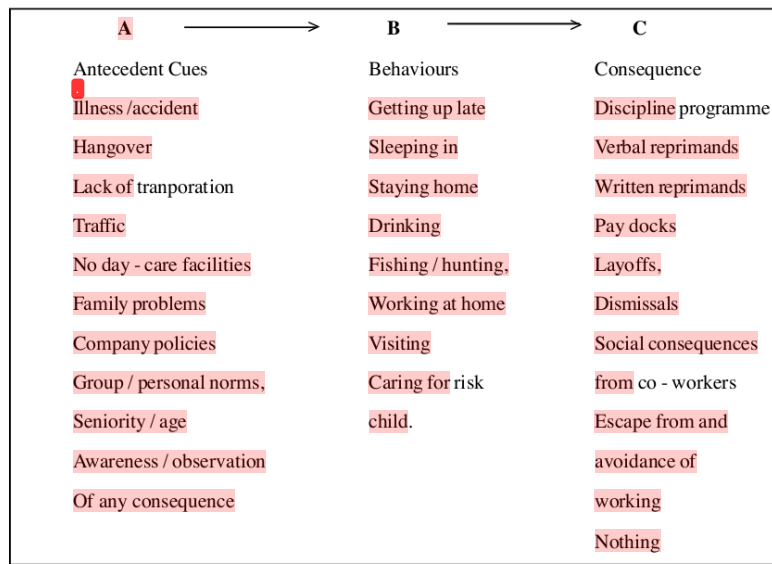 A B C
Antecedent Cues Behaviours Consequence
Illness /accident Getting up late Discipline programme
Hangover Sleeping in Verbal reprimands
Lack of tranporation Staying home Written reprimands
Traffic Drinking Pay docks
No day - care facilities Fishing / hunting, Layoffs,
Family problems Working at home Dismissals
Company policies Visiting Social consequences
Group / personal norms, Caring for risk from co - workers
Seniority / age child. Escape from and
Awareness / observation avoidance of
Of any consequence working
Nothing